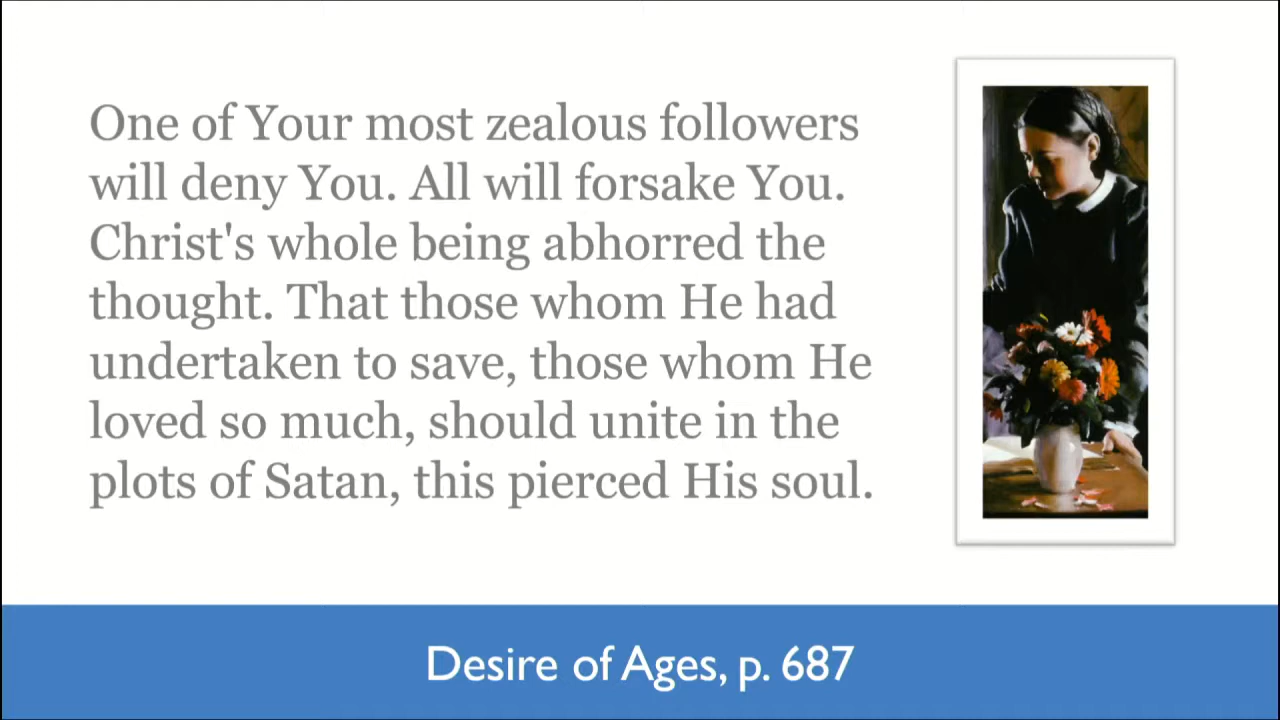 One of Your most zealous followers
will deny You. All will forsake You.
Christ's whole being abhorred the
thought. That those whom He had
undertaken to save, those whom He
loved so much, should unite in the
plots of Satan, this pierced His soul.
Desire of Ages, p. 687